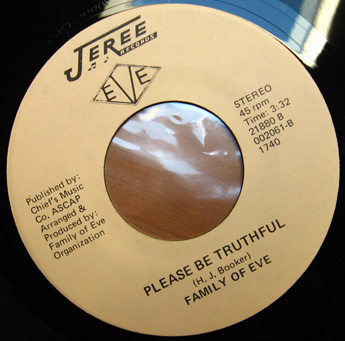 JEREE
RECORDS
EVE
STEREO
45 rpm
Time: 3:32
21880 B
002061-B
1740
Published by:
Chief's Music
Co. ASCAP
Arranged &
Produced by:
Family of Eve
Organization
PLEASE BE TRUTHFUL
(H. J. Booker)
FAMILY OF EVE